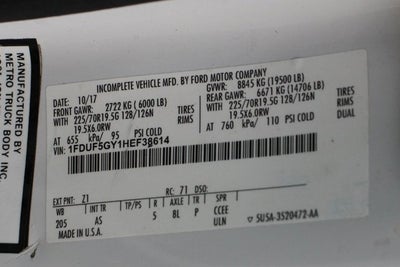 MANUFACTURED BY
METRO TRUCK BODY INC.
INCOMPLETE VEHICLE MFD. BY FORD MOTOR COMPANY
DATE: 10/17
GVWR: 8845 KG (19500 LB)
FRONT GAWR: 2722 KG (6000 LB)
REAR GAWR: 6671 KG (14706 LB)
WITH 225/70R19.5G 128/126N TIRES
WITH 225/70R19.5G 128/126N TIRES
19.5X6.0RW RIMS
19.5X6.0RW RIMS
AT 655 kPa/ 95 PSI COLD
AT 760 kPa/ 110 PSI COLD DUAL
1FDUF5GY1HEF38614
EXT PNT: Z1 RC: 71 DSO:
WB INT TR TP/PS R AXLE TR SPR
205 AS 5 8L P CCEE
ULN
MADE IN U.S.A.
5U5A-3520472-AA